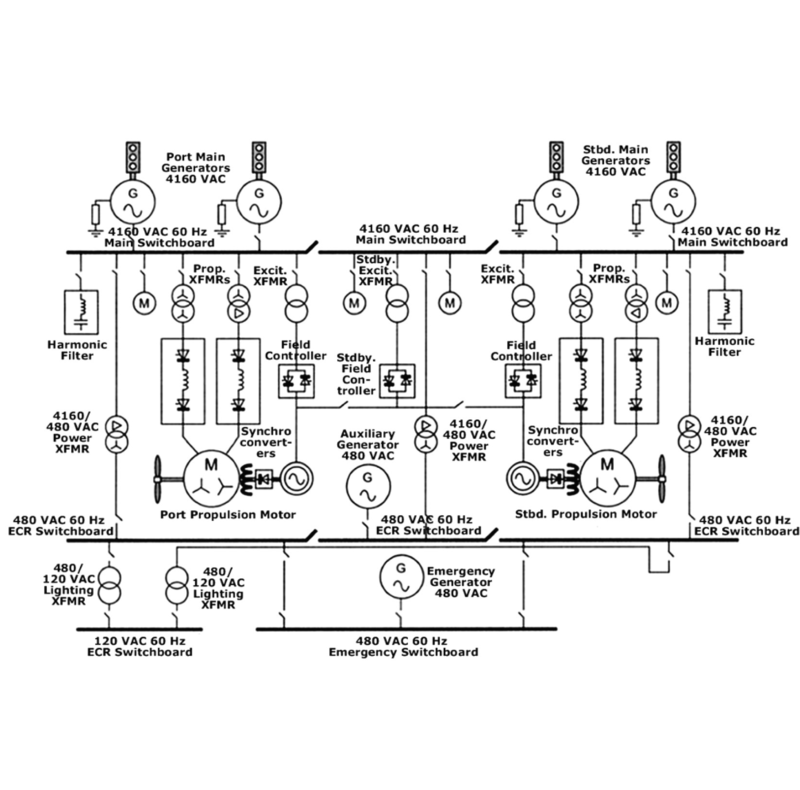 Port Main
Generators
4160 VAC
Stbd. Main
Generators
4160 VAC
G
G
G
G
4160 VAC 60 Hz
Main Switchboard
4160 VAC 60 Hz
Main Switchboard
4160 VAC 60 Hz
Main Switchboard
Prop.
XFMRs
Excit.
XFMR
Stdby.
Excit.
XFMR
Excit.
XFMR
Prop.
XFMRs
M
M
M
M
Harmonic
Filter
Field
Controller
Stdby.
Field
Con-
troller
Field
Controller
Harmonic
Filter
4160/
480 VAC
Power
XFMR
Synchro
convert-
ers
Auxiliary
Generator
480 VAC
4160/
480 VAC
Power
XFMR
Synchro
convert-
ers
4160/
480 VAC
Power
XFMR
M
G
M
Port Propulsion Motor
Stbd. Propulsion Motor
480 VAC 60 Hz
ECR Switchboard
480 VAC 60 Hz
ECR Switchboard
480 VAC 60 Hz
ECR Switchboard
480/
120 VAC
Lighting
XFMR
480/
120 VAC
Lighting
XFMR
G
Emergency
Generator
480 VAC
120 VAC 60 Hz
ECR Switchboard
480 VAC 60 Hz
Emergency Switchboard